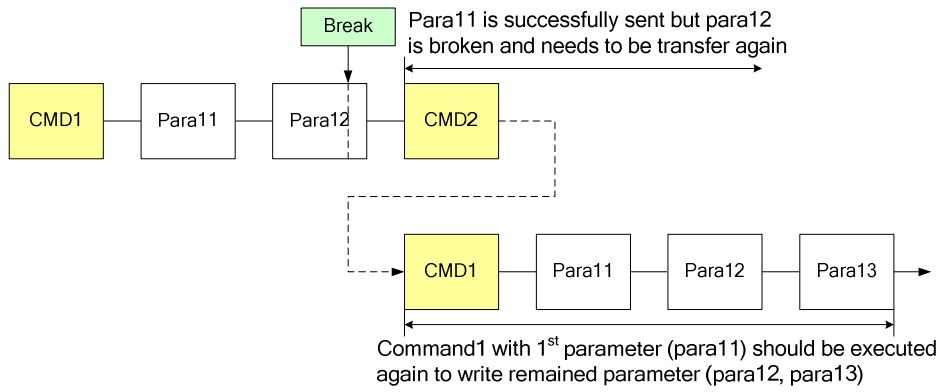 Break
Para11 is successfully sent but para12
is broken and needs to be transfer again
CMD1
Para11
Para12
CMD2
CMD1
Para11
Para12
Para13
Command1 with 1st parameter (para11) should be executed
again to write remained parameter (para12, para13)